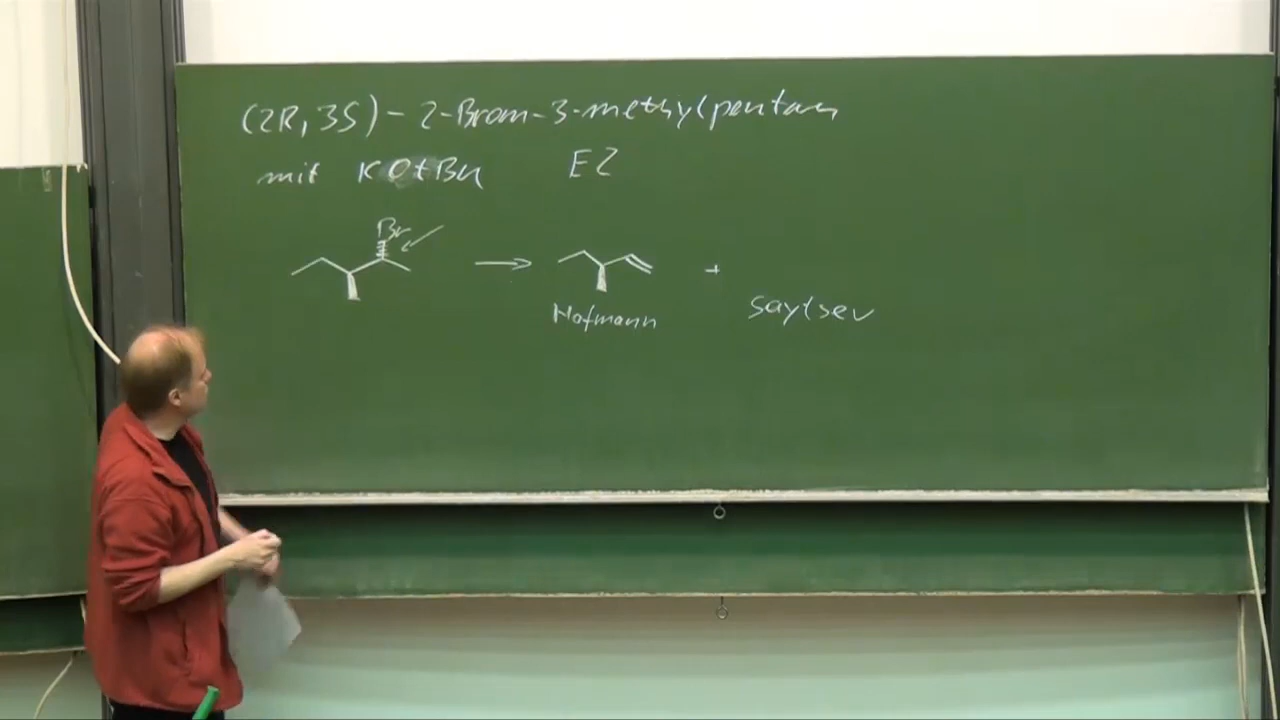 (2R,3S)-2-Brom-3-methylpentan
mit KOtBu E2
Br
+
Hofmann Saytsev